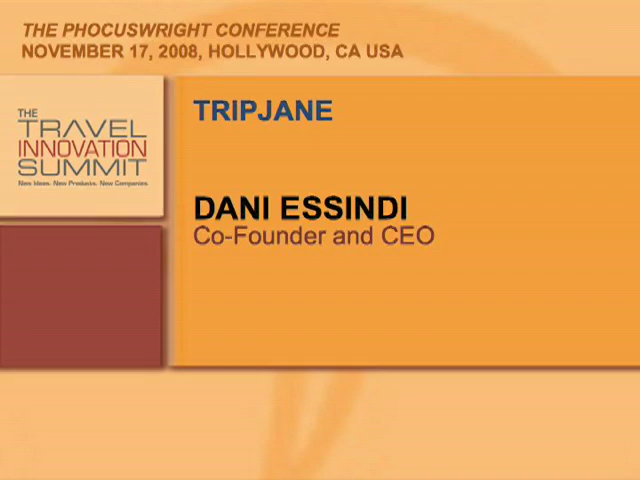 THE PHOCUSWRIGHT CONFERENCE
NOVEMBER 17, 2008, HOLLYWOOD, CA USA
THE
TRAVEL
INNOVATION
SUMMIT
New Ideas. New Products. New Companies
TRIPJANE
DANI ESSINDI
Co-Founder and CEO